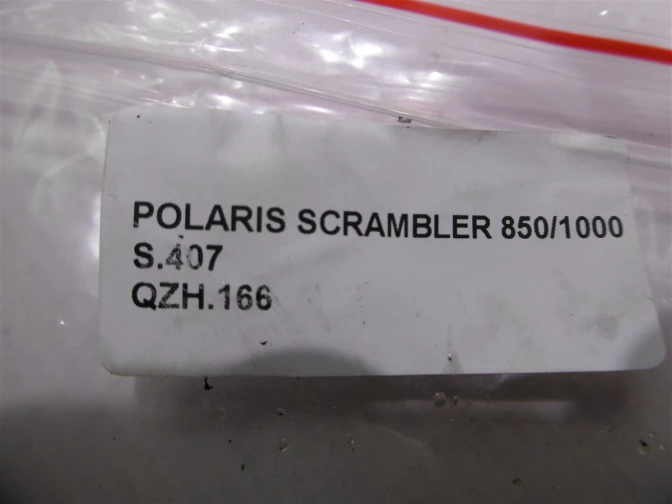 POLARIS SCRAMBLER 850/1000
S.407
QZH.166